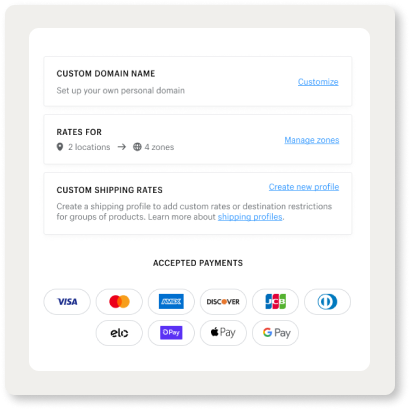 CUSTOM DOMAIN NAME
Set up your own personal domain
Customize
RATES FOR
2 locations → 4 zones
Manage zones
CUSTOM SHIPPING RATES
Create new profile
Create a shipping profile to add custom rates or destination restrictions
for groups of products. Learn more about shipping profiles.
ACCEPTED PAYMENTS
VISA
AMEX
DISCOVER
JCB
elo
DPay
Pay
G Pay